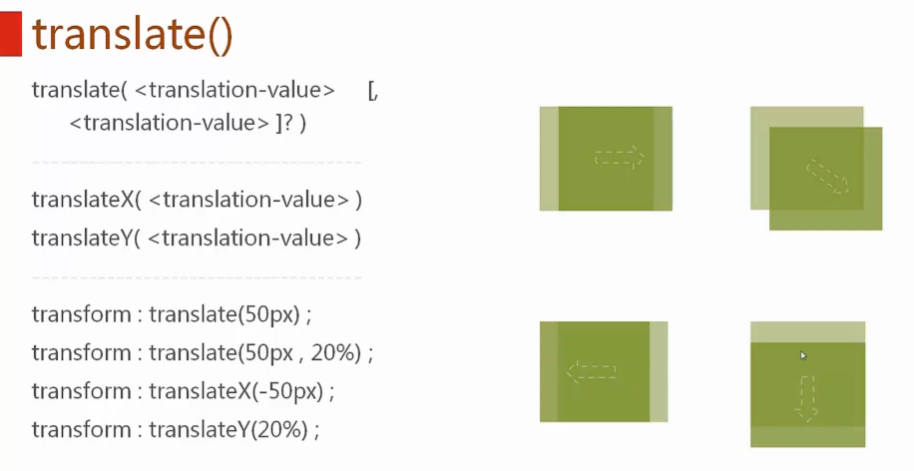 translate()
translate( <translation-value> [,
<translation-value> ]? )
translateX( <translation-value> )
translateY( <translation-value> )
transform : translate(50px) ;
transform : translate(50px , 20%) ;
transform : translateX(-50px) ;
transform : translateY(20%) ;